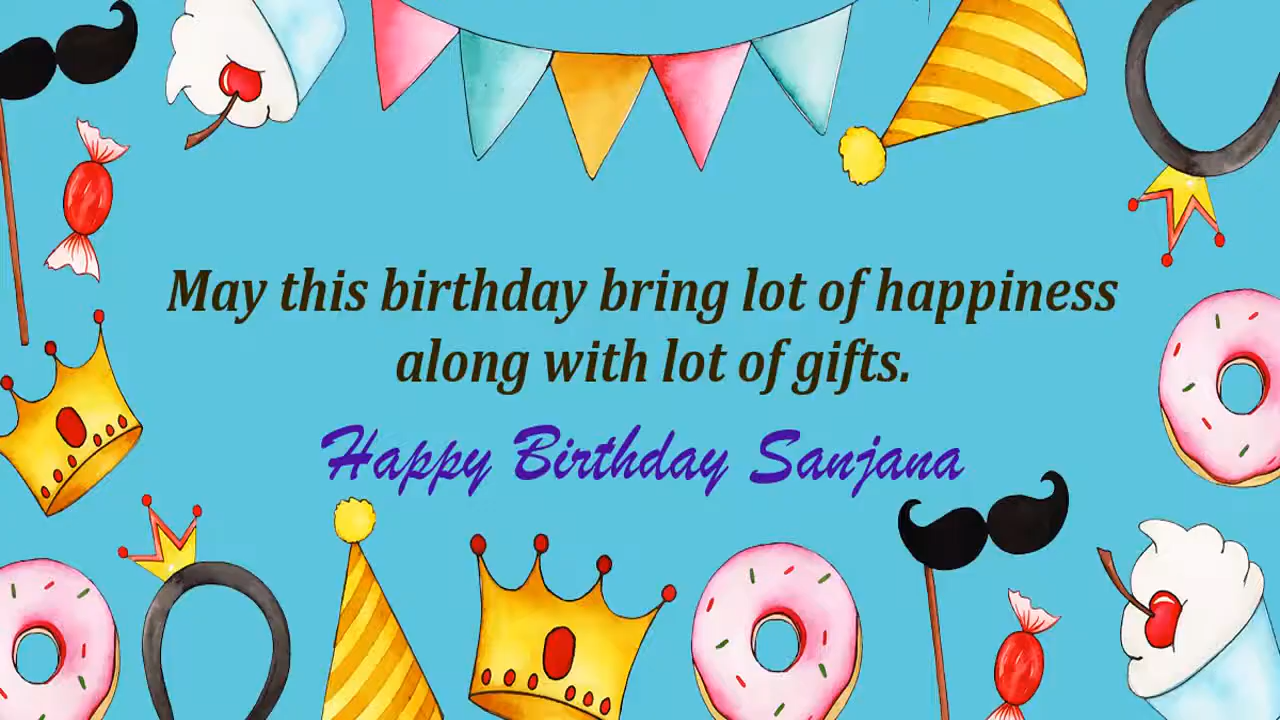 May this birthday bring lot of happiness
along with lot of gifts.
Happy Birthday Sanjana